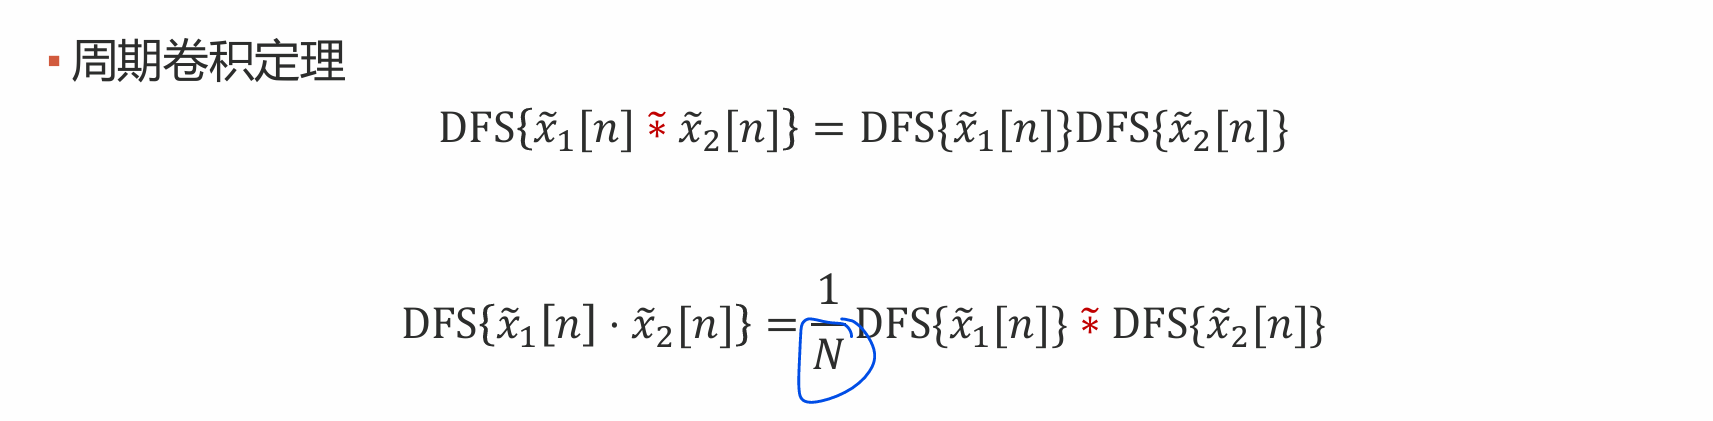 ▪ 周期卷积定理
DFS{x̃₁[n] ⃰̃ x̃₂[n]} = DFS{x̃₁[n]}DFS{x̃₂[n]}
DFS{x̃₁[n] · x̃₂[n]} = 1/N DFS{x̃₁[n]} ⃰̃ DFS{x̃₂[n]}